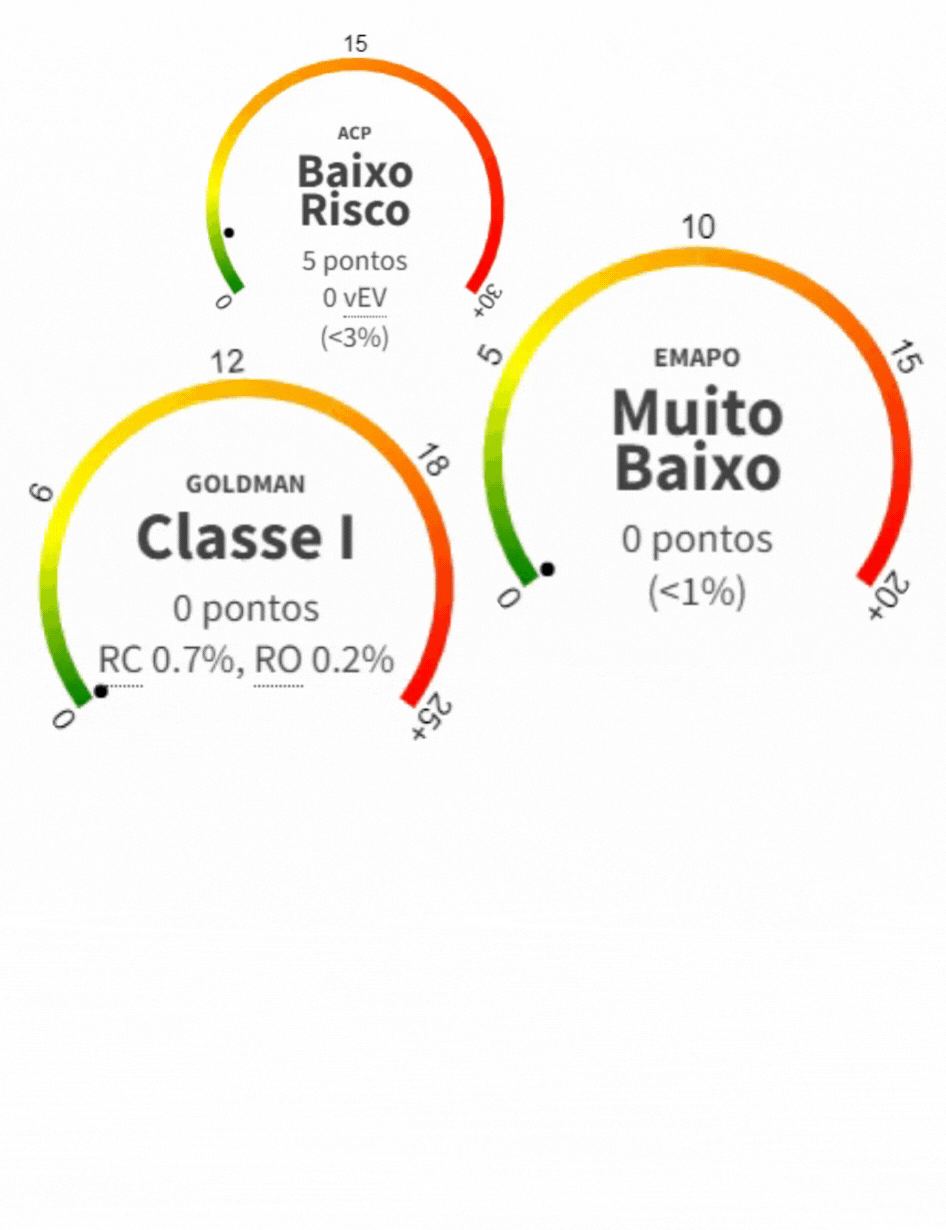 15
ACP
Baixo
Risco
5 pontos
0 vEV
(<3%)
0
30+
10
5
15
EMAPO
Muito
Baixo
0 pontos
(<1%)
0
20+
12
6
18
GOLDMAN
Classe I
0 pontos
RC 0.7%, RO 0.2%
0
25+